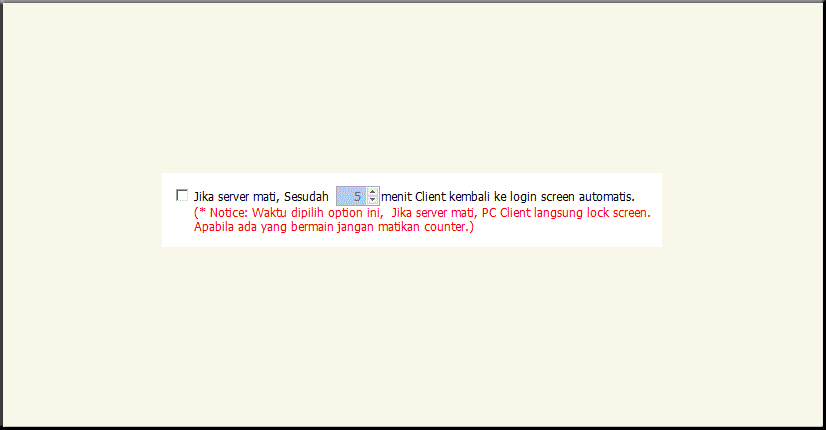 Jika server mati, Sesudah 5 menit Client kembali ke login screen automatis.
(* Notice: Waktu dipilih option ini, Jika server mati, PC Client langsung lock screen.
Apabila ada yang bermain jangan matikan counter.)